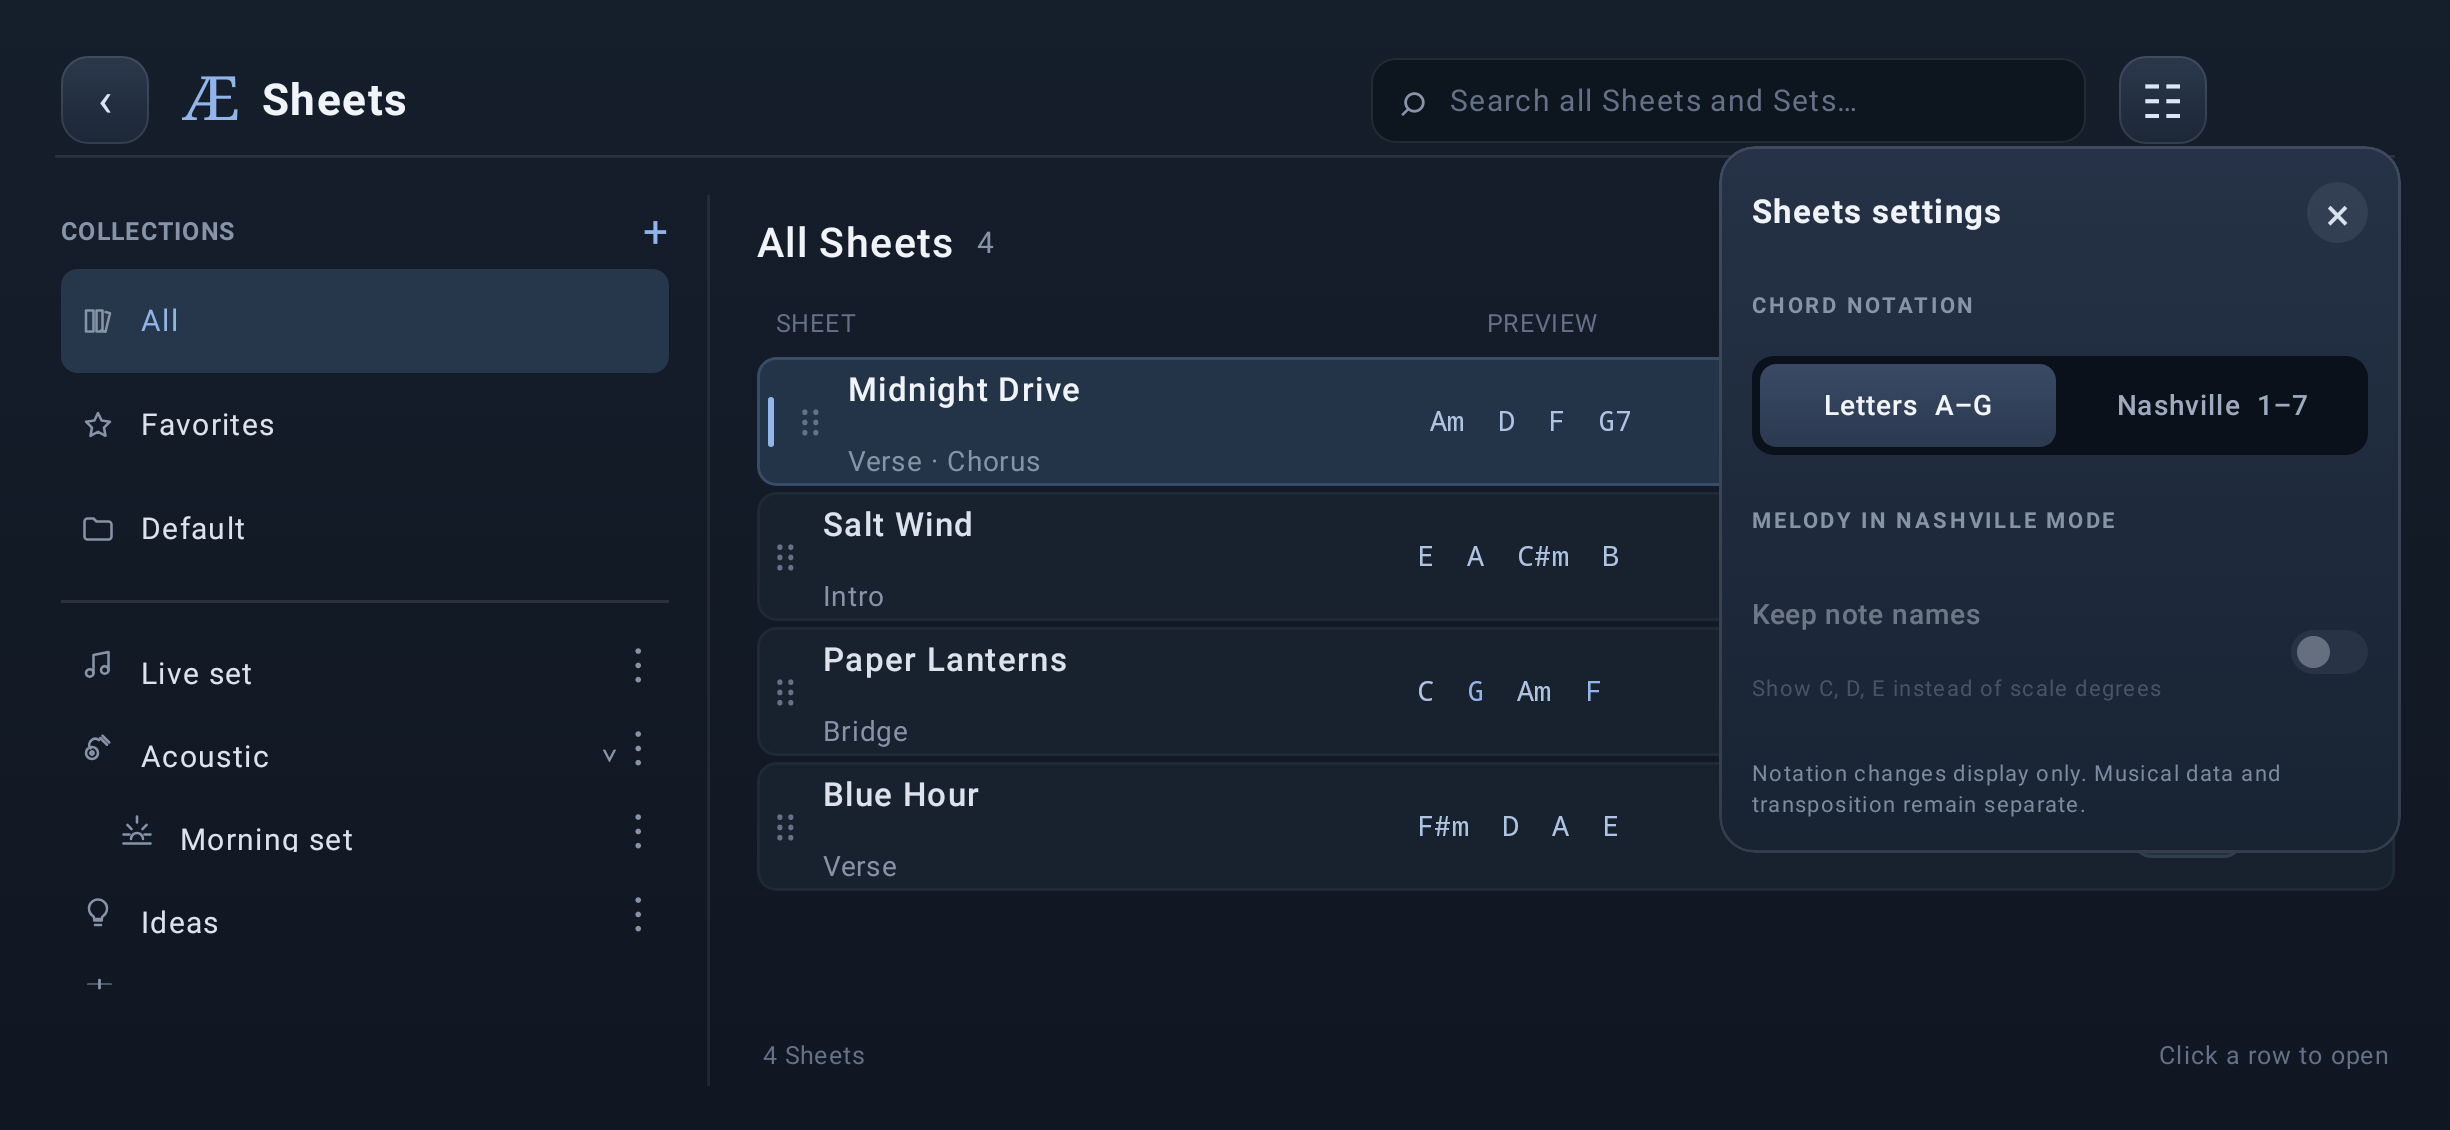 ‹ Æ Sheets
Search all Sheets and Sets…
COLLECTIONS +
All
Favorites
Default
Live set
Acoustic
Morning set
Ideas
All Sheets 4
SHEET PREVIEW
Midnight Drive
Am D F G7
Verse · Chorus
Salt Wind
E A C#m B
Intro
Paper Lanterns
C G Am F
Bridge
Blue Hour
F#m D A E
Verse
4 Sheets
Click a row to open
Sheets settings ×
CHORD NOTATION
Letters A–G Nashville 1–7
MELODY IN NASHVILLE MODE
Keep note names
Show C, D, E instead of scale degrees
Notation changes display only. Musical data and
transposition remain separate.